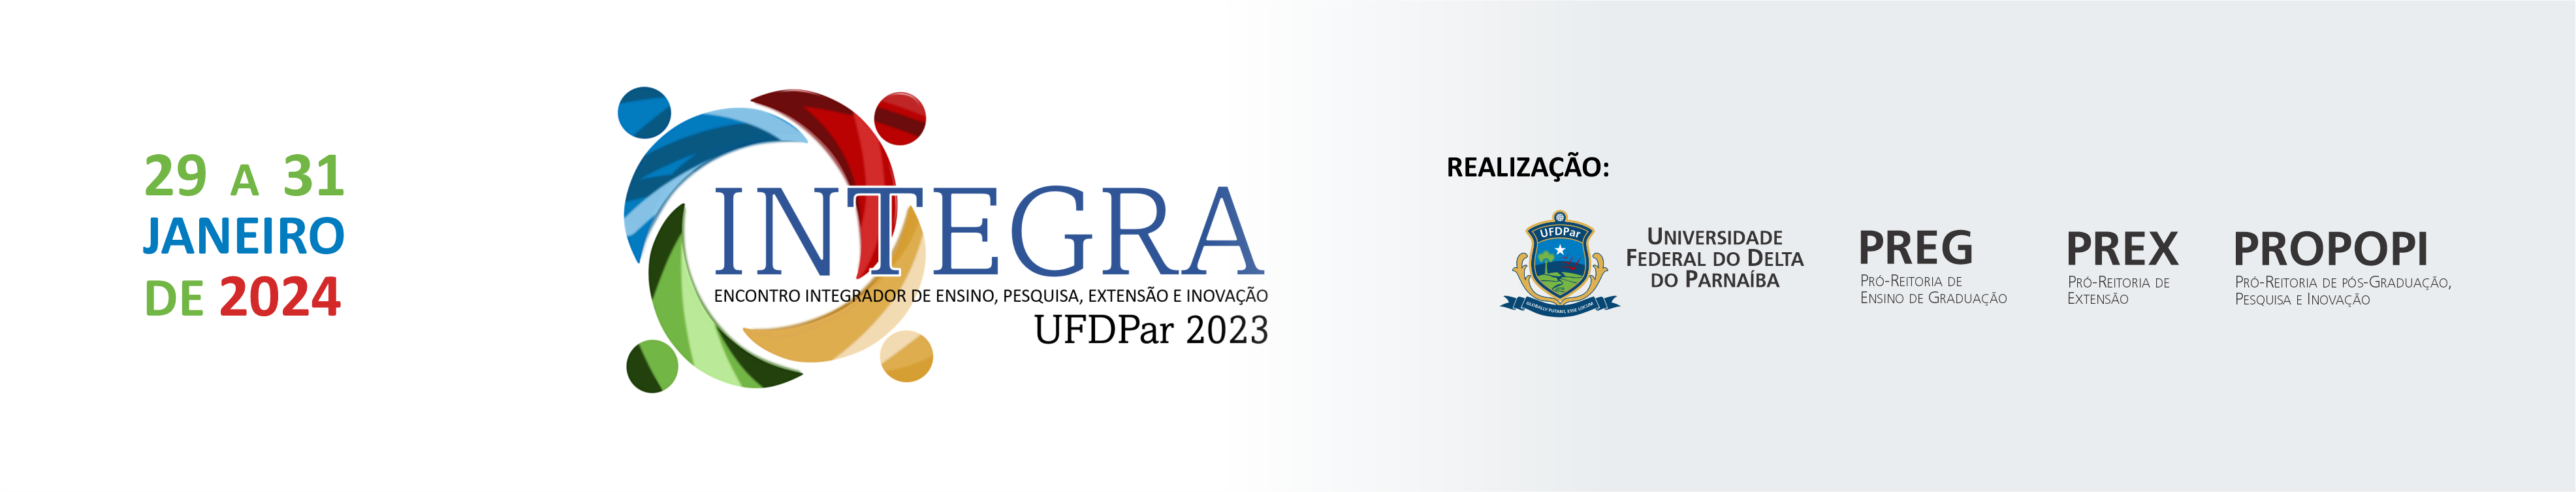 29 A 31
JANEIRO
DE 2024
INTEGRA
ENCONTRO INTEGRADOR DE ENSINO, PESQUISA, EXTENSÃO E INOVAÇÃO
UFDPar 2023
REALIZAÇÃO:
UFDPar
UNIVERSIDADE
FEDERAL DO DELTA
DO PARNAÍBA
PREG
PRÓ-REITORIA DE
ENSINO DE GRADUAÇÃO
PREX
PRÓ-REITORIA DE
EXTENSÃO
PROPOPI
PRÓ-REITORIA DE PÓS-GRADUAÇÃO,
PESQUISA E INOVAÇÃO